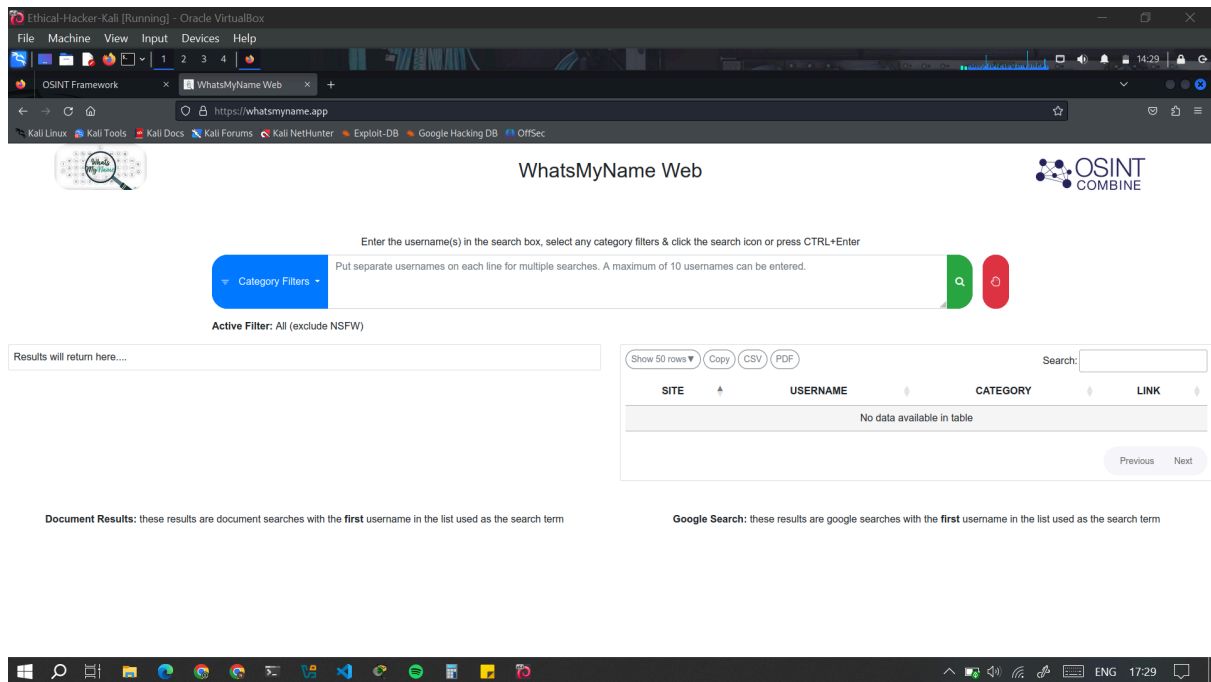 Ethical-Hacker-Kali [Running] - Oracle VirtualBox
File Machine View Input Devices Help
1 2 3 4 14:29
OSINT Framework × WhatsMyName Web × +
https://whatsmyname.app
Kali Linux Kali Tools Kali Docs Kali Forums Kali NetHunter Exploit-DB Google Hacking DB OffSec
Whats
MyName
WhatsMyName Web
OSINT
COMBINE
Enter the username(s) in the search box, select any category filters & click the search icon or press CTRL+Enter
Category Filters
Put separate usernames on each line for multiple searches. A maximum of 10 usernames can be entered.
Active Filter: All (exclude NSFW)
Results will return here....
Show 50 rows▼ Copy CSV PDF Search:
SITE USERNAME CATEGORY LINK
No data available in table
Previous Next
Document Results: these results are document searches with the first username in the list used as the search term
Google Search: these results are google searches with the first username in the list used as the search term
ENG 17:29